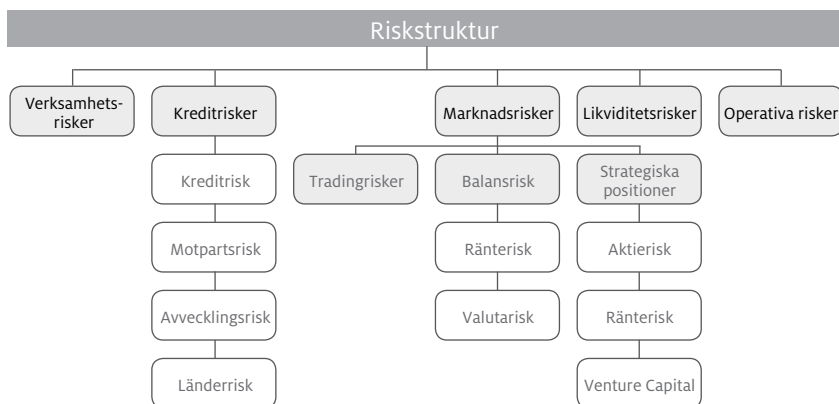 Riskstruktur
Verksamhets-
risker
Kreditrisker
Marknadsrisker
Likviditetsrisker
Operativa risker
Kreditrisk
Tradingrisker
Balansrisk
Strategiska
positioner
Motpartsrisk
Ränterisk
Aktierisk
Avvecklingsrisk
Valutarisk
Ränterisk
Länderrisk
Venture Capital